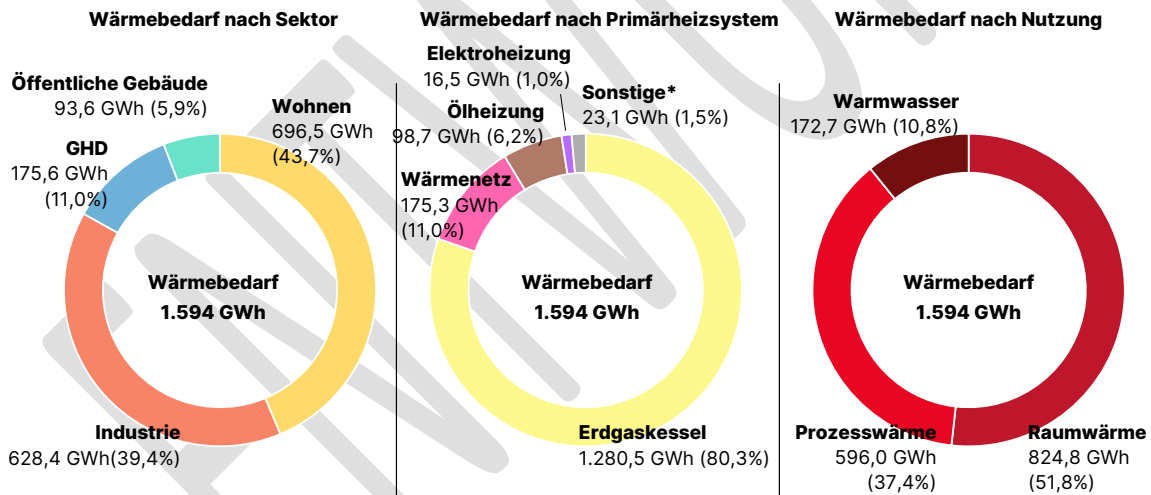 Wärmebedarf nach Sektor
Öffentliche Gebäude
93,6 GWh (5,9%)
Wohnen
696,5 GWh
(43,7%)
GHD
175,6 GWh
(11,0%)
Wärmebedarf
1.594 GWh
Industrie
628,4 GWh(39,4%)
Wärmebedarf nach Primärheizsystem
Elektroheizung
16,5 GWh (1,0%)
Sonstige*
23,1 GWh (1,5%)
Ölheizung
98,7 GWh (6,2%)
Wärmenetz
175,3 GWh
(11,0%)
Wärmebedarf
1.594 GWh
Erdgaskessel
1.280,5 GWh (80,3%)
Wärmebedarf nach Nutzung
Warmwasser
172,7 GWh (10,8%)
Wärmebedarf
1.594 GWh
Prozesswärme
596,0 GWh
(37,4%)
Raumwärme
824,8 GWh
(51,8%)